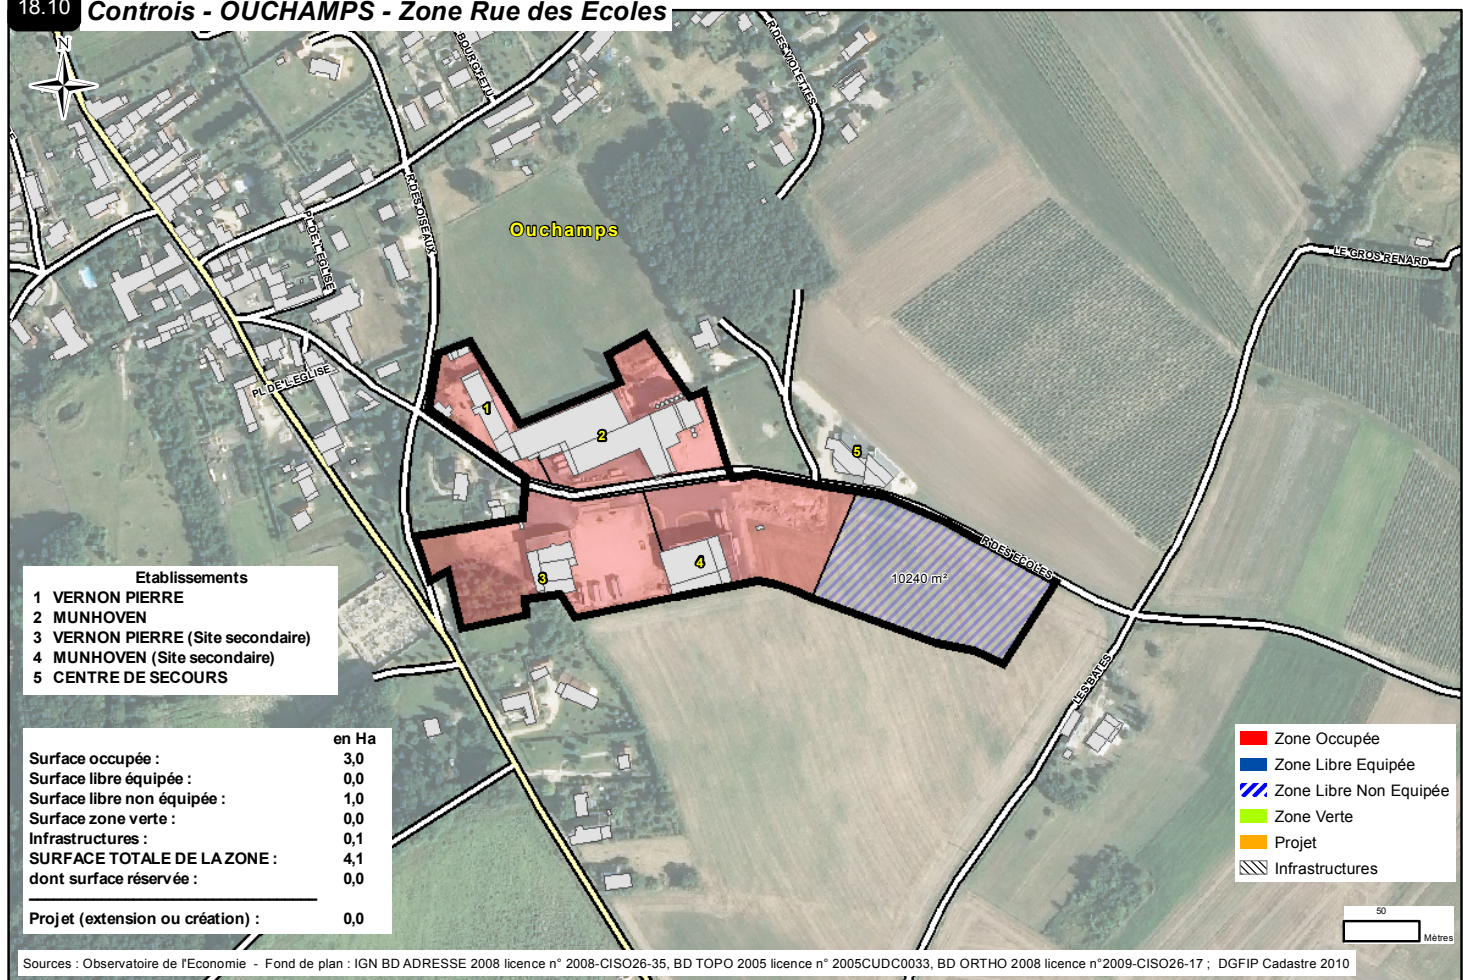 18.10 Controis - OUCHAMPS - Zone Rue des Ecoles
N
BOURG FETU
R DES VIOLETTES
R DES OISEAUX
PL DE L'EGLISE
Ouchamps
LE GROS RENARD
PL DE L'EGLISE
1
2
5
R DES ECOLES
10240 m²
3
4
LES BATES
Etablissements
1 VERNON PIERRE
2 MUNHOVEN
3 VERNON PIERRE (Site secondaire)
4 MUNHOVEN (Site secondaire)
5 CENTRE DE SECOURS
en Ha
Surface occupée : 3,0
Surface libre équipée : 0,0
Surface libre non équipée : 1,0
Surface zone verte : 0,0
Infrastructures : 0,1
SURFACE TOTALE DE LA ZONE : 4,1
dont surface réservée : 0,0
Projet (extension ou création) : 0,0
Zone Occupée
Zone Libre Equipée
Zone Libre Non Equipée
Zone Verte
Projet
Infrastructures
50
Mètres
Sources : Observatoire de l'Economie - Fond de plan : IGN BD ADRESSE 2008 licence n° 2008-CISO26-35, BD TOPO 2005 licence n° 2005CUDC0033, BD ORTHO 2008 licence n°2009-CISO26-17 ; DGFIP Cadastre 2010